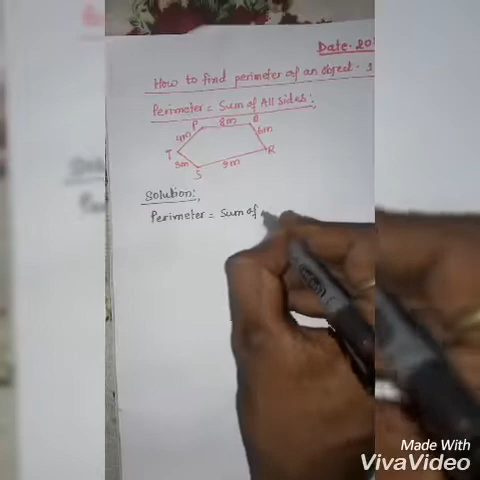 Date. 20
How to find perimeter of an object.
Perimeter = Sum of All Sides:,
P 8m Q
4m 6m
T R
3m 9m
S
Solution:,
Perimeter = Sum of
Made With
VivaVideo